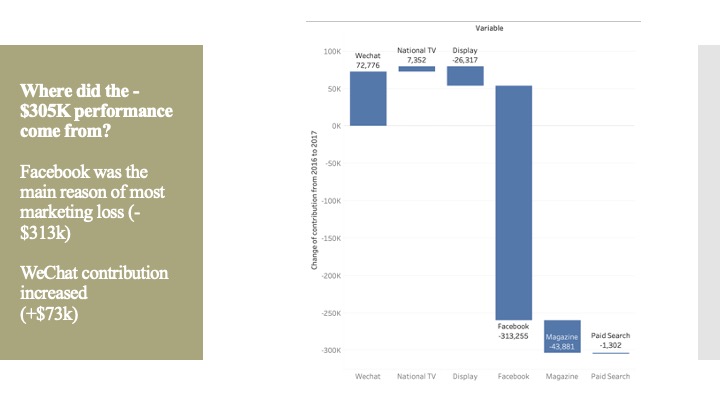 Where did the -
$305K performance
come from?
Facebook was the
main reason of most
marketing loss (-
$313k)
WeChat contribution
increased
(+$73k)
Variable
Change of contribution from 2016 to 2017
100K
50K
0K
-50K
-100K
-150K
-200K
-250K
-300K
Wechat
72,776
National TV
7,352
Display
-26,317
Facebook
-313,255
Magazine
-43,881
Paid Search
-1,302
Wechat
National TV
Display
Facebook
Magazine
Paid Search